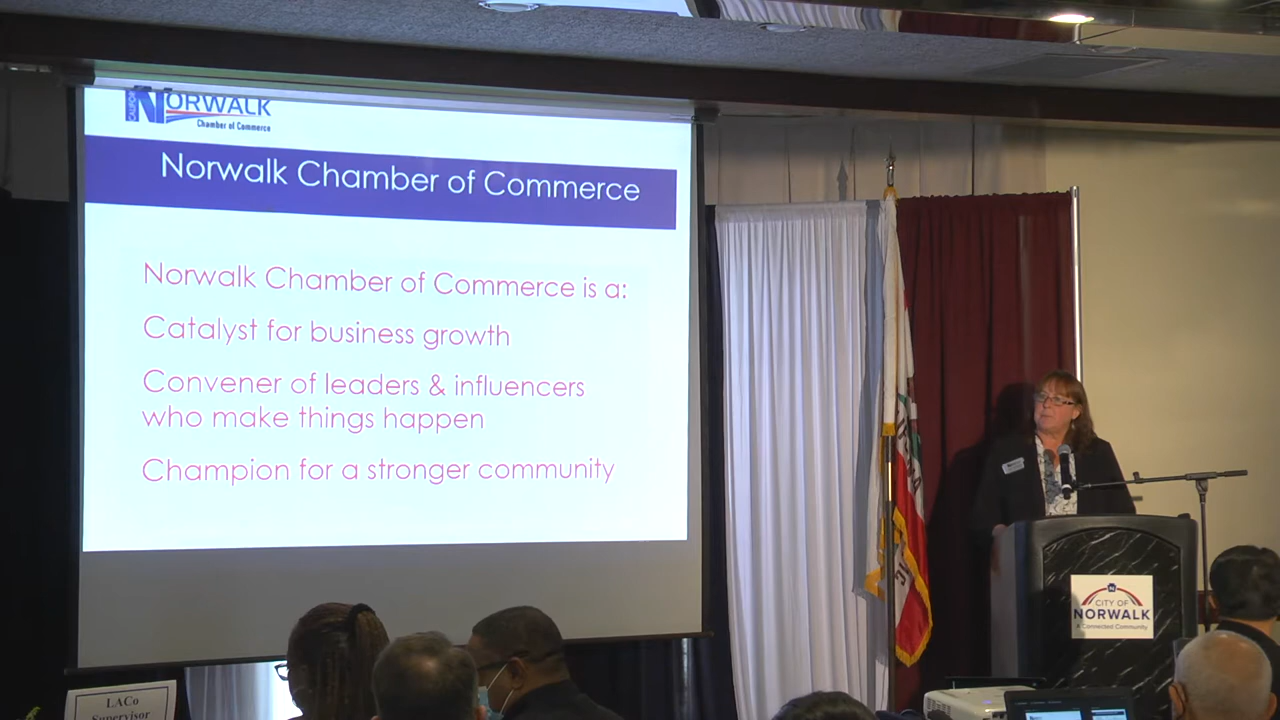 NORWALK
Chamber of Commerce
Norwalk Chamber of Commerce
Norwalk Chamber of Commerce is a:
Catalyst for business growth
Convener of leaders & influencers
who make things happen
Champion for a stronger community
CITY OF
NORWALK
A Connected Community
LACo
Supervisor